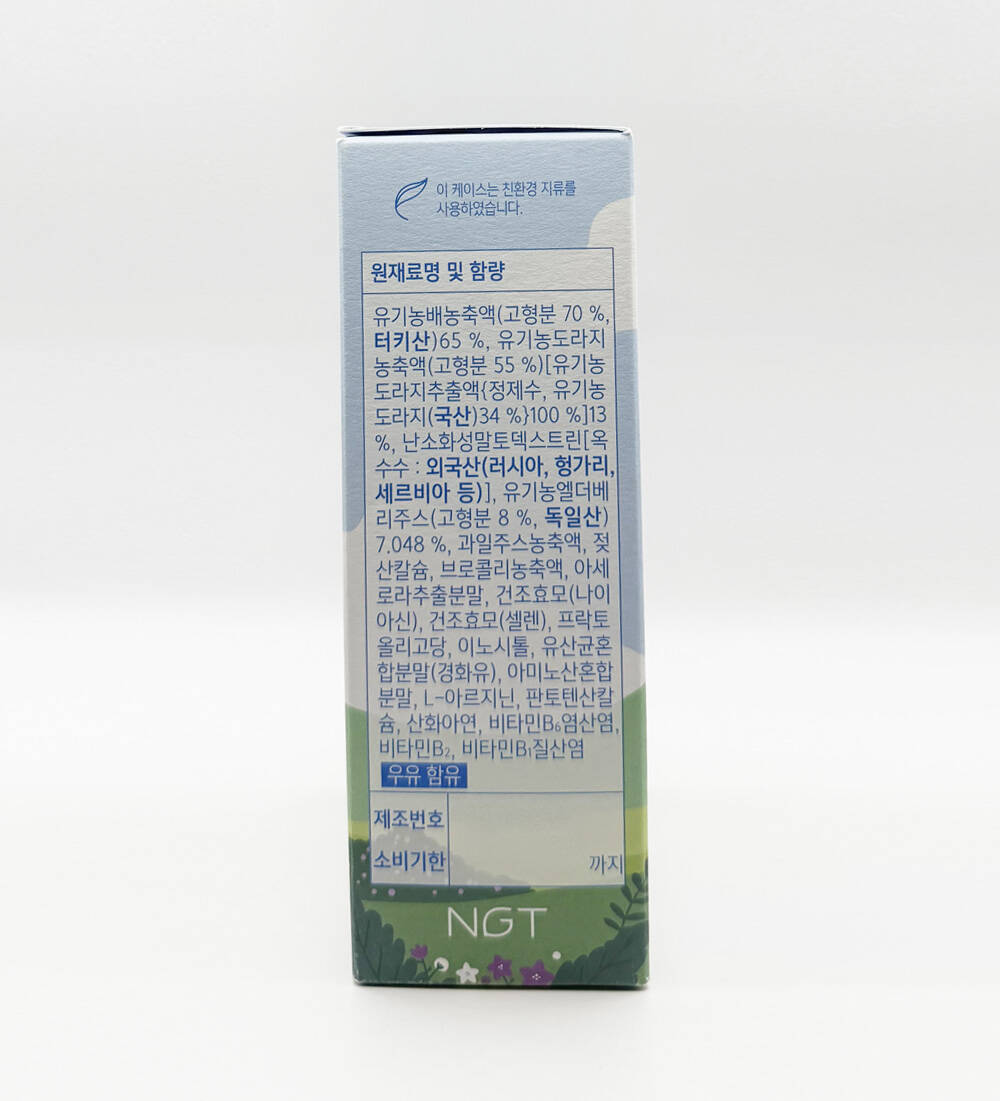 이 케이스는 친환경 지류를
사용하였습니다.
원재료명 및 함량
유기농배농축액(고형분 70 %,
터키산)65 %, 유기농도라지
농축액(고형분 55 %)[유기농
도라지추출액{정제수, 유기농
도라지(국산)34 %}100 %]13
%, 난소화성말토덱스트린[옥
수수 : 외국산(러시아, 헝가리,
세르비아 등)], 유기농엘더베
리주스(고형분 8 %, 독일산)
7.048 %, 과일주스농축액, 젖
산칼슘, 브로콜리농축액, 아세
로라추출분말, 건조효모(나이
아신), 건조효모(셀렌), 프락토
올리고당, 이노시톨, 유산균혼
합분말(경화유), 아미노산혼합
분말, L-아르지닌, 판토텐산칼
슘, 산화아연, 비타민B₆염산염,
비타민B₂, 비타민B₁질산염
우유 함유
제조번호
소비기한 까지
NGT